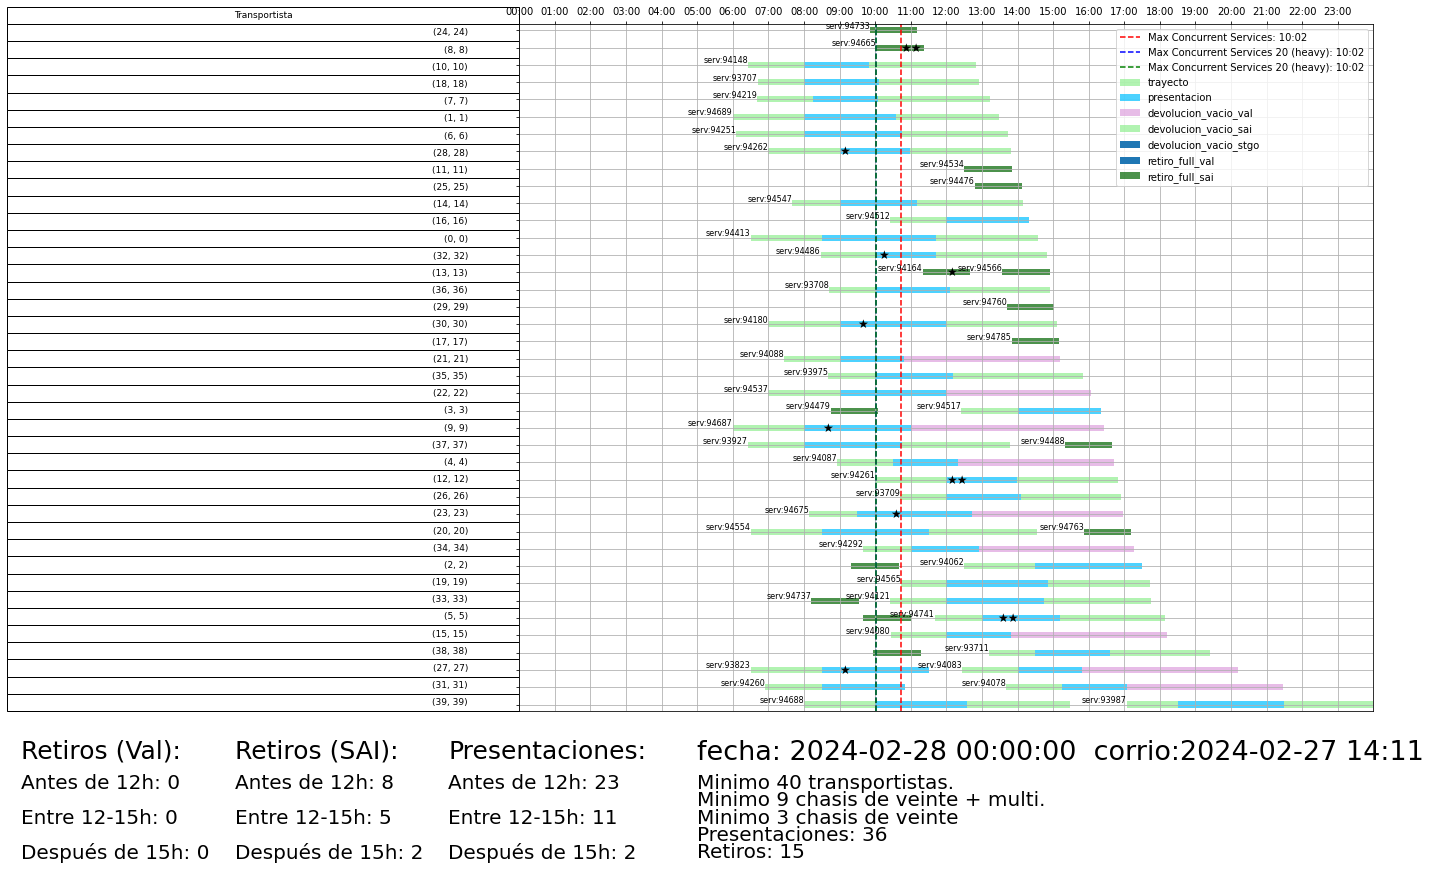 Transportista
00:00 01:00 02:00 03:00 04:00 05:00 06:00 07:00 08:00 09:00 10:00 11:00 12:00 13:00 14:00 15:00 16:00 17:00 18:00 19:00 20:00 21:00 22:00 23:00
(24, 24) serv:94733
(8, 8) serv:94665
(10, 10) serv:94148
(18, 18) serv:93707
(7, 7) serv:94219
(1, 1) serv:94689
(6, 6) serv:94251
(28, 28) serv:94262
(11, 11) serv:94534
(25, 25) serv:94476
(14, 14) serv:94547
(16, 16) serv:94512
(0, 0) serv:94413
(32, 32) serv:94486
(13, 13) serv:94164 serv:94566
(36, 36) serv:93708
(29, 29) serv:94760
(30, 30) serv:94180
(17, 17) serv:94785
(21, 21) serv:94088
(35, 35) serv:93975
(22, 22) serv:94537
(3, 3) serv:94479 serv:94517
(9, 9) serv:94687
(37, 37) serv:93927 serv:94488
(4, 4) serv:94087
(12, 12) serv:94261
(26, 26) serv:93709
(23, 23) serv:94675
(20, 20) serv:94554 serv:94763
(34, 34) serv:94292
(2, 2) serv:94062
(19, 19) serv:94565
(33, 33) serv:94737 serv:94121
(5, 5) serv:94741
(15, 15) serv:94080
(38, 38) serv:93711
(27, 27) serv:93823 serv:94083
(31, 31) serv:94260 serv:94078
(39, 39) serv:94688 serv:93987
Max Concurrent Services: 10:02
Max Concurrent Services 20 (heavy): 10:02
Max Concurrent Services 20 (heavy): 10:02
trayecto
presentacion
devolucion_vacio_val
devolucion_vacio_sai
devolucion_vacio_stgo
retiro_full_val
retiro_full_sai
Retiros (Val):
Antes de 12h: 0
Entre 12-15h: 0
Después de 15h: 0
Retiros (SAI):
Antes de 12h: 8
Entre 12-15h: 5
Después de 15h: 2
Presentaciones:
Antes de 12h: 23
Entre 12-15h: 11
Después de 15h: 2
fecha: 2024-02-28 00:00:00 corrio:2024-02-27 14:11
Minimo 40 transportistas.
Minimo 9 chasis de veinte + multi.
Minimo 3 chasis de veinte
Presentaciones: 36
Retiros: 15